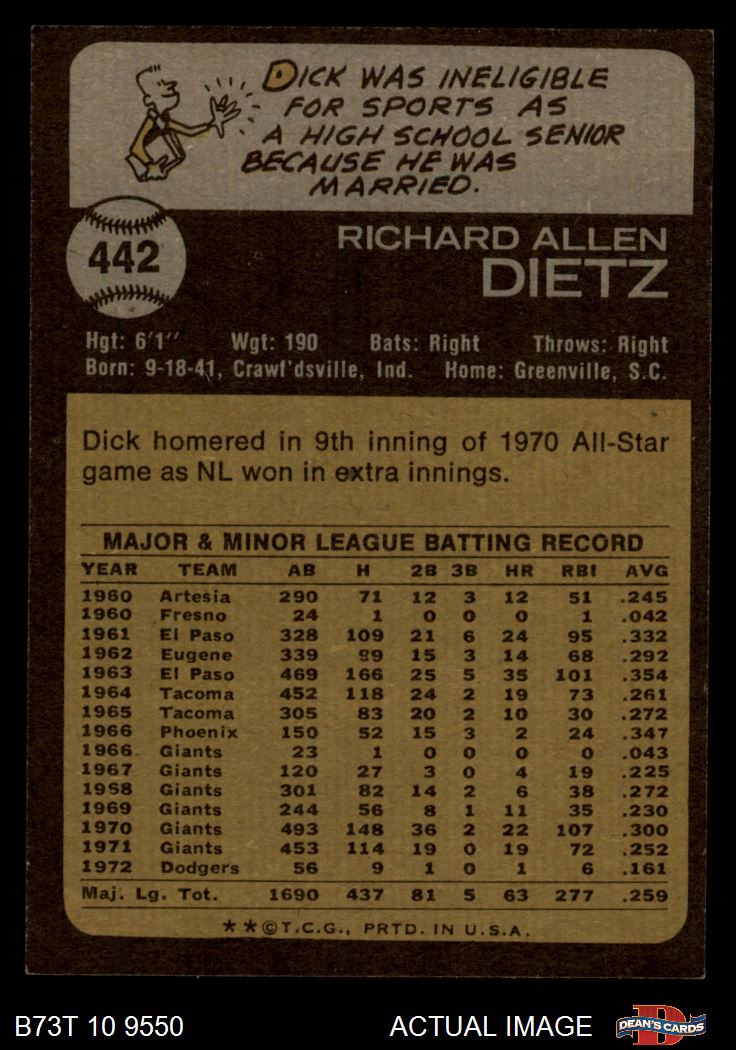 DICK WAS INELIGIBLE
FOR SPORTS AS
A HIGH SCHOOL SENIOR
BECAUSE HE WAS
MARRIED.
442
RICHARD ALLEN
DIETZ
Hgt: 6'1" Wgt: 190 Bats: Right Throws: Right
Born: 9-18-41, Crawf'dsville, Ind. Home: Greenville, S.C.
Dick homered in 9th inning of 1970 All-Star
game as NL won in extra innings.
MAJOR & MINOR LEAGUE BATTING RECORD
YEAR TEAM AB H 2B 3B HR RBI AVG
1960 Artesia 290 71 12 3 12 51 .245
1960 Fresno 24 1 0 0 0 1 .042
1961 El Paso 328 109 21 6 24 95 .332
1962 Eugene 339 99 15 3 14 68 .292
1963 El Paso 469 166 25 5 35 101 .354
1964 Tacoma 452 118 24 2 19 73 .261
1965 Tacoma 305 83 20 2 10 30 .272
1966 Phoenix 150 52 15 3 2 24 .347
1966 Giants 23 1 0 0 0 0 .043
1967 Giants 120 27 3 0 4 19 .225
1968 Giants 301 82 14 2 6 38 .272
1969 Giants 244 56 8 1 11 35 .230
1970 Giants 493 148 36 2 22 107 .300
1971 Giants 453 114 19 0 19 72 .252
1972 Dodgers 56 9 1 0 1 6 .161
Maj. Lg. Tot. 1690 437 81 5 63 277 .259
★★©T.C.G., PRTD. IN U.S.A.
B73T 10 9550 ACTUAL IMAGE D DEAN'S CARDS